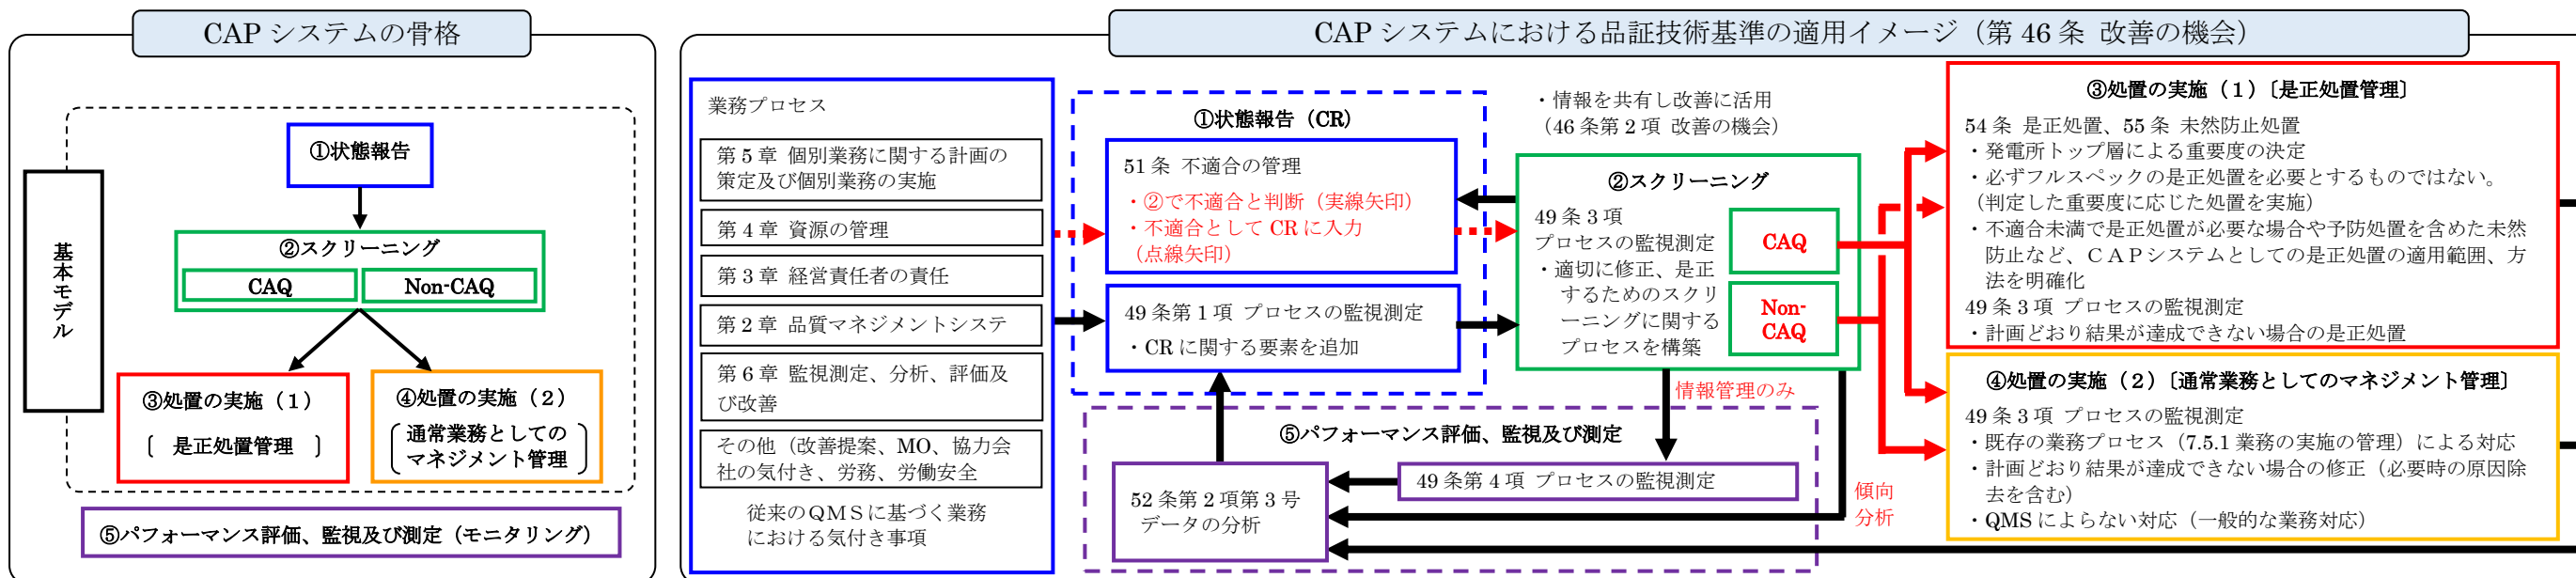 CAP システムの骨格
基本モデル
①状態報告
②スクリーニング
CAQ
Non-CAQ
③処置の実施（１）
〔 是正処置管理 〕
④処置の実施（２）
通常業務としての
マネジメント管理
⑤パフォーマンス評価、監視及び測定（モニタリング）
CAP システムにおける品証技術基準の適用イメージ（第 46 条 改善の機会）
業務プロセス
第 5 章 個別業務に関する計画の
策定及び個別業務の実施
第 4 章 資源の管理
第 3 章 経営責任者の責任
第 2 章 品質マネジメントシステ
第 6 章 監視測定、分析、評価及
び改善
その他（改善提案、MO、協力会
社の気付き、労務、労働安全
従来のＱＭＳに基づく業務
における気付き事項
①状態報告（CR）
51 条 不適合の管理
・②で不適合と判断（実線矢印）
・不適合として CR に入力
（点線矢印）
49 条第 1 項 プロセスの監視測定
・CR に関する要素を追加
・情報を共有し改善に活用
（46 条第 2 項 改善の機会）
②スクリーニング
49 条 3 項
プロセスの監視測定
・適切に修正、是正
するためのスクリ
ーニングに関する
プロセスを構築
CAQ
Non-
CAQ
情報管理のみ
傾向
分析
⑤パフォーマンス評価、監視及び測定
49 条第 4 項 プロセスの監視測定
52 条第 2 項第 3 号
データの分析
③処置の実施（１）〔是正処置管理〕
54 条 是正処置、55 条 未然防止処置
・発電所トップ層による重要度の決定
・必ずフルスペックの是正処置を必要とするものではない。
（判定した重要度に応じた処置を実施）
・不適合未満で是正処置が必要な場合や予防処置を含めた未然
防止など、ＣＡＰシステムとしての是正処置の適用範囲、方
法を明確化
49 条 3 項 プロセスの監視測定
・計画どおり結果が達成できない場合の是正処置
④処置の実施（２）〔通常業務としてのマネジメント管理〕
49 条 3 項 プロセスの監視測定
・既存の業務プロセス（7.5.1 業務の実施の管理）による対応
・計画どおり結果が達成できない場合の修正（必要時の原因除
去を含む）
・QMS によらない対応（一般的な業務対応）